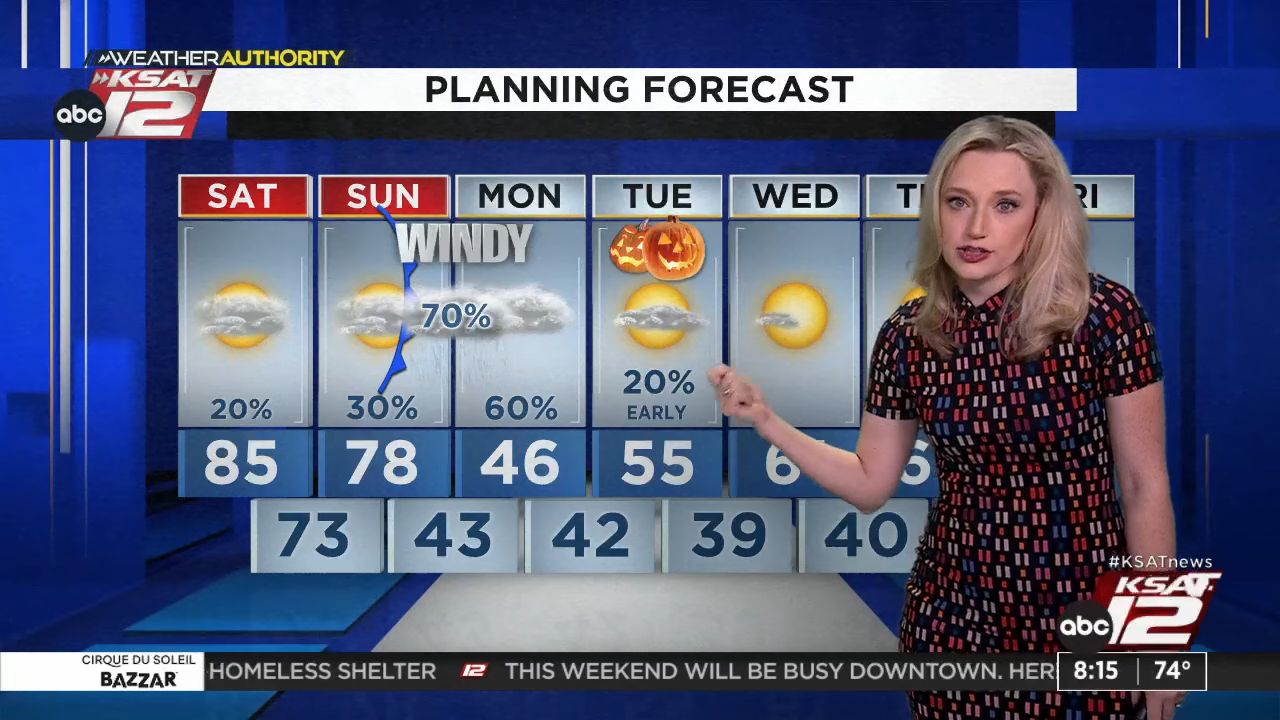 WEATHERAUTHORITY
KSAT
abc 12
PLANNING FORECAST
SAT SUN MON TUE WED
WINDY
70%
20% 30% 60% 20%
EARLY
85 78 46 55
73 43 42 39 40
#KSATnews
KSAT
abc 12
CIRQUE DU SOLEIL
BAZZAR
HOMELESS SHELTER 12 THIS WEEKEND WILL BE BUSY DOWNTOWN. HER
8:15 74°